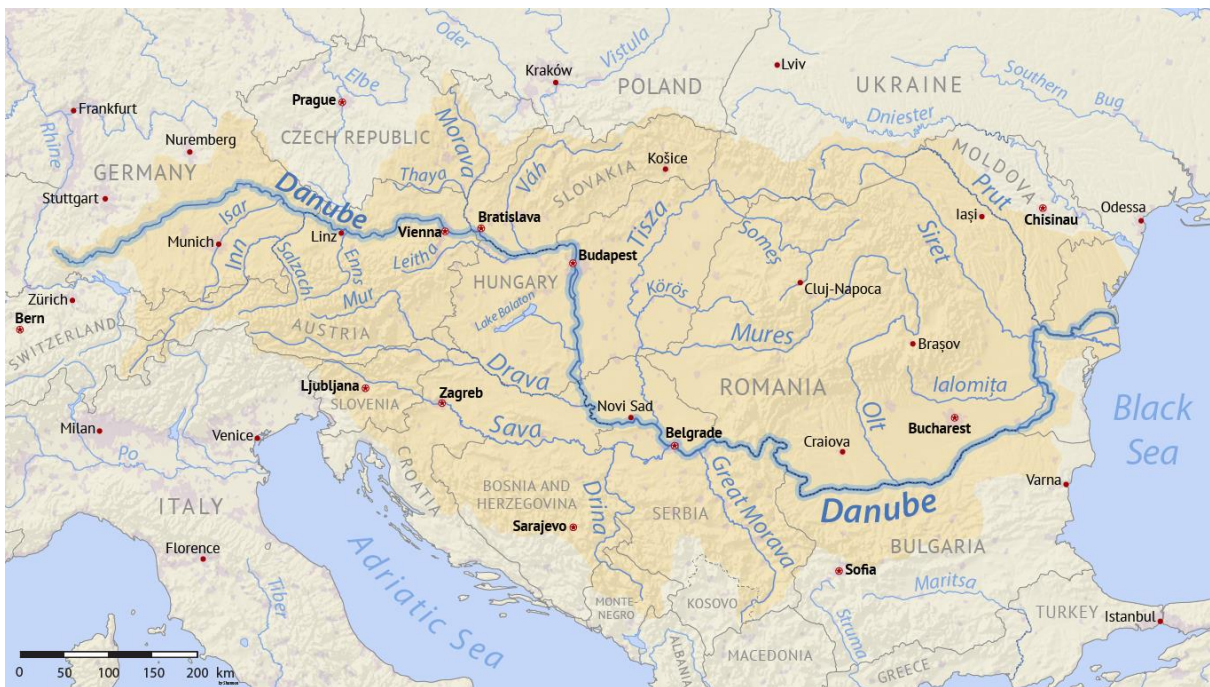 Oder
Vistula
Kraków
Lviv
POLAND
UKRAINE
Southern Bug
Elbe
Prague
Frankfurt
Rhine
Dniester
CZECH REPUBLIC
Morava
Nuremberg
GERMANY
Košice
MOLDOVA
Váh
SLOVAKIA
Thaya
Danube
Prut
Stuttgart
Isar
Bratislava
Tisza
Iași
Chisinau
Odessa
Siret
Munich
Inn
Linz
Vienna
Leitha
Someș
Budapest
Salzach
Enns
HUNGARY
Zürich
Mur
Körös
Cluj-Napoca
Bern
Lake Balaton
SWITZERLAND
AUSTRIA
Mures
Brașov
Drava
ROMANIA
Ialomița
Ljubljana
SLOVENIA
Zagreb
Novi Sad
Olt
Bucharest
Black
Sea
Milan
Venice
Sava
Belgrade
Craiova
Po
CROATIA
Great Morava
BOSNIA AND
HERZEGOVINA
Drina
Varna
ITALY
SERBIA
Danube
Sarajevo
BULGARIA
Florence
Adriatic Sea
Sofia
Maritsa
Tiber
MONTE-
NEGRO
KOSOVO
Struma
TURKEY
Istanbul
ALBANIA
MACEDONIA
GREECE
0 50 100 150 200 km